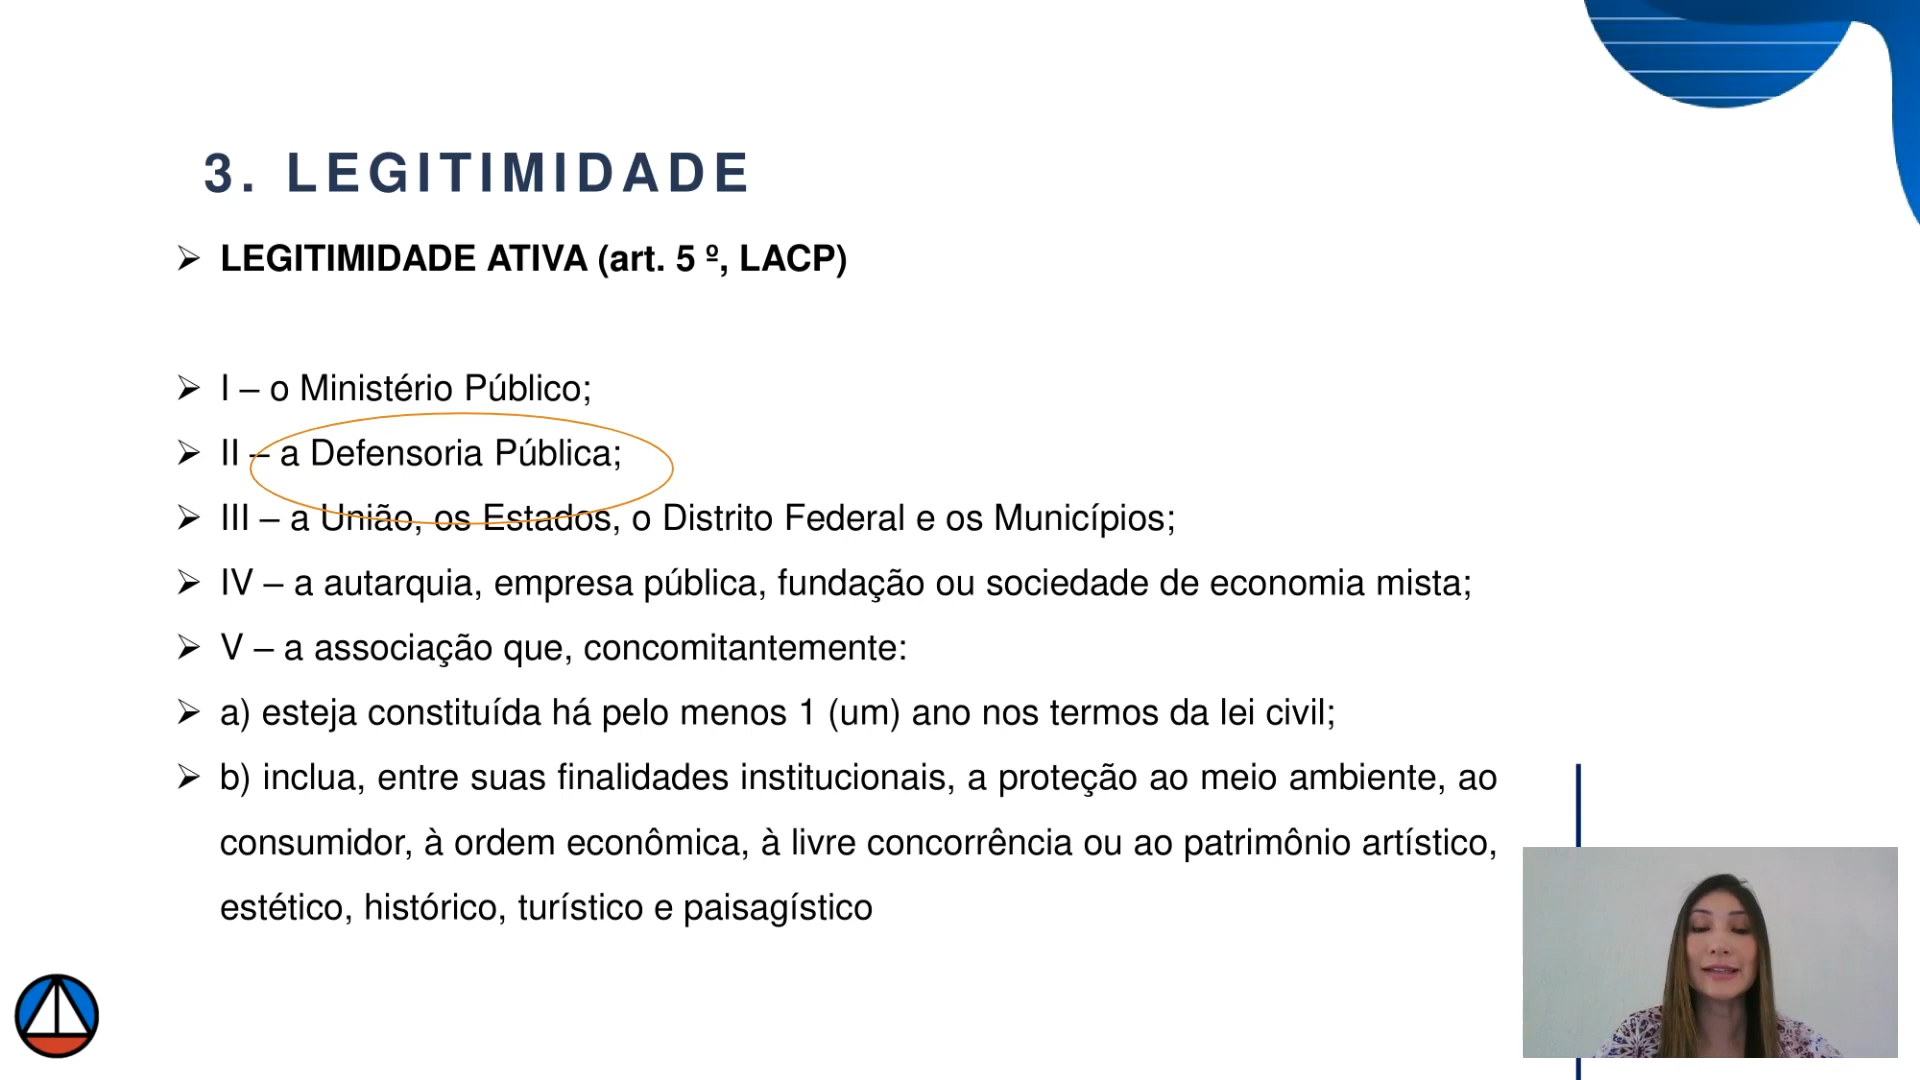 3. LEGITIMIDADE
LEGITIMIDADE ATIVA (art. 5 º, LACP)
I – o Ministério Público;
II – a Defensoria Pública;
III – a União, os Estados, o Distrito Federal e os Municípios;
IV – a autarquia, empresa pública, fundação ou sociedade de economia mista;
V – a associação que, concomitantemente:
a) esteja constituída há pelo menos 1 (um) ano nos termos da lei civil;
b) inclua, entre suas finalidades institucionais, a proteção ao meio ambiente, ao
consumidor, à ordem econômica, à livre concorrência ou ao patrimônio artístico,
estético, histórico, turístico e paisagístico